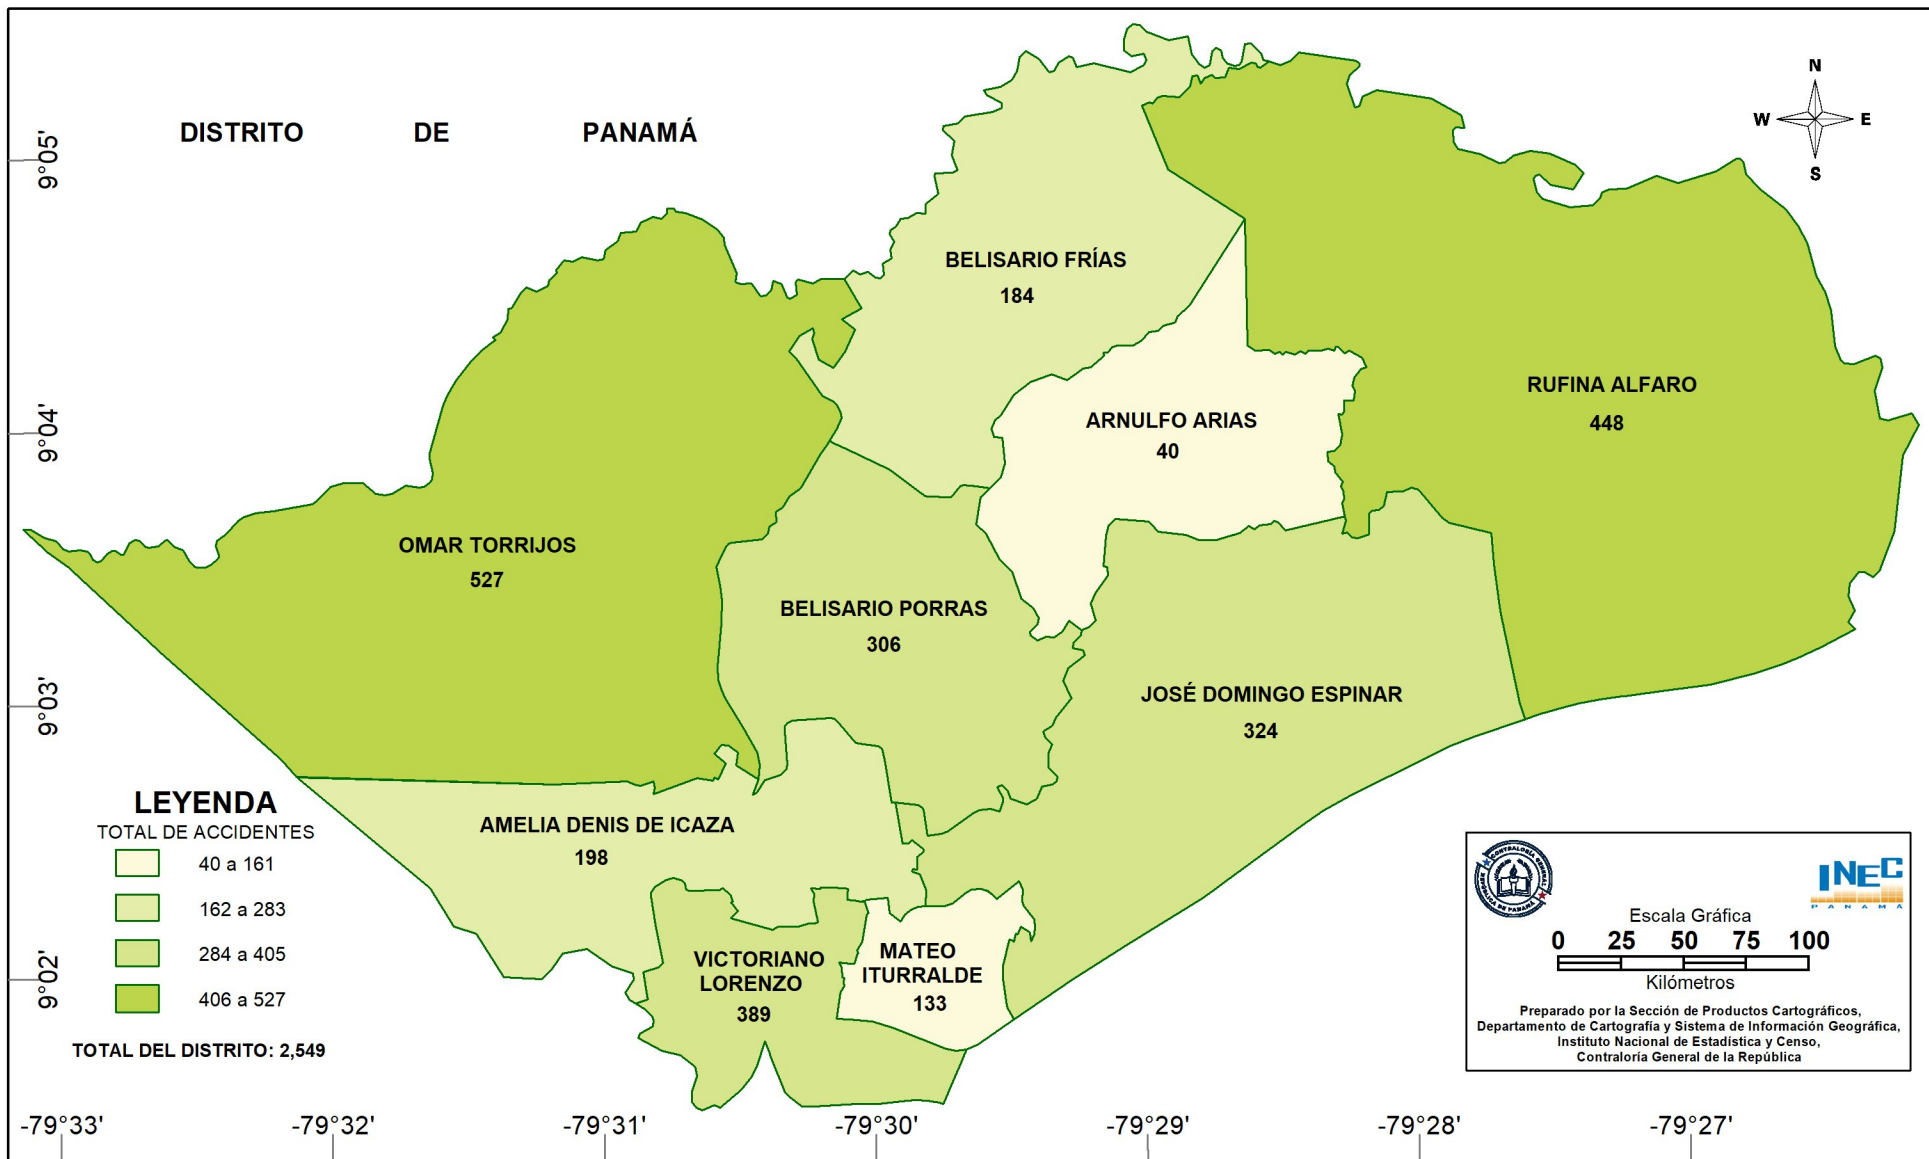 DISTRITO DE PANAMÁ
N
W E
S
9°05'
9°04'
9°03'
9°02'
BELISARIO FRÍAS
184
RUFINA ALFARO
448
ARNULFO ARIAS
40
OMAR TORRIJOS
527
BELISARIO PORRAS
306
JOSÉ DOMINGO ESPINAR
324
AMELIA DENIS DE ICAZA
198
VICTORIANO
LORENZO
389
MATEO
ITURRALDE
133
LEYENDA
TOTAL DE ACCIDENTES
40 a 161
162 a 283
284 a 405
406 a 527
TOTAL DEL DISTRITO: 2,549
CONTRALORÍA GENERAL
REPÚBLICA DE PANAMÁ
INEC
PANAMÁ
Escala Gráfica
0 25 50 75 100
Kilómetros
Preparado por la Sección de Productos Cartográficos,
Departamento de Cartografía y Sistema de Información Geográfica,
Instituto Nacional de Estadística y Censo,
Contraloría General de la República
-79°33' -79°32' -79°31' -79°30' -79°29' -79°28' -79°27'